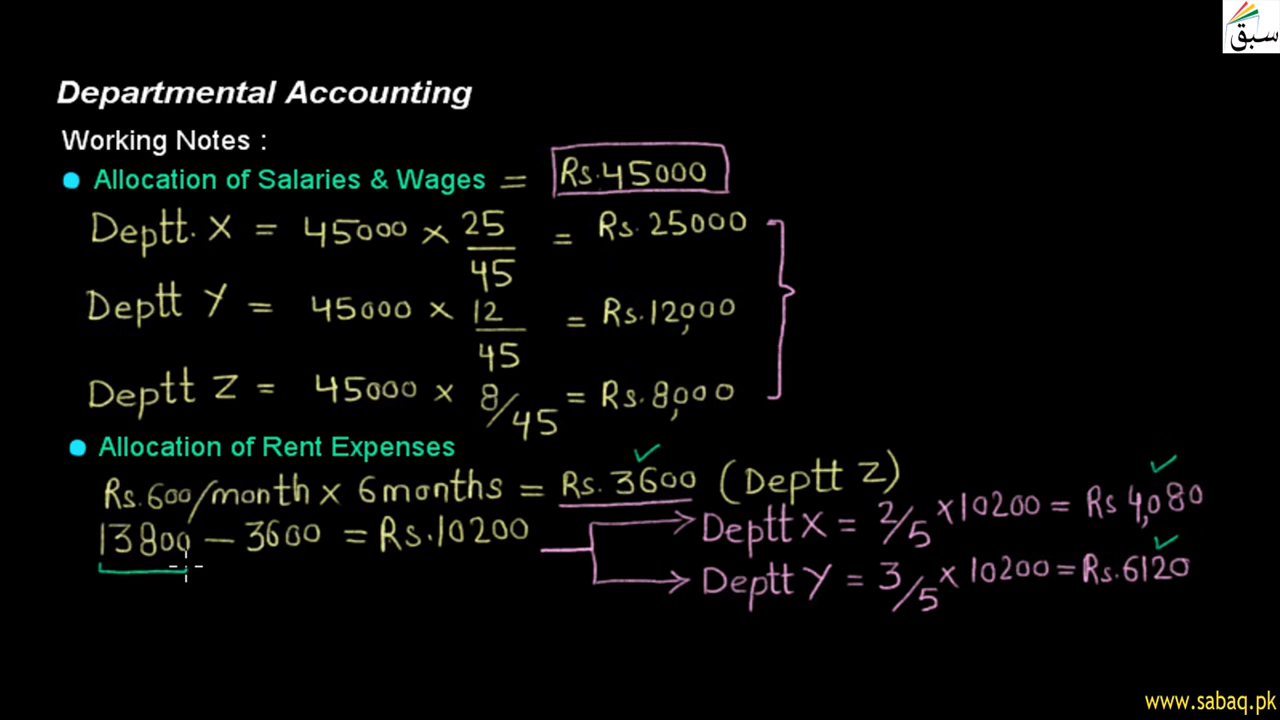 سبق
Departmental Accounting
Working Notes :
Allocation of Salaries & Wages = Rs.45000
Deptt. X = 45000 × 25/45 = Rs. 25000
Deptt Y = 45000 × 12/45 = Rs.12,000
Deptt Z = 45000 × 8/45 = Rs.8,000
Allocation of Rent Expenses
Rs.600/month × 6months = Rs. 3600 (Deptt Z)
13800 - 3600 = Rs.10200
Deptt X = 2/5 × 10200 = Rs 4,080
Deptt Y = 3/5 × 10200 = Rs.6120
www.sabaq.pk